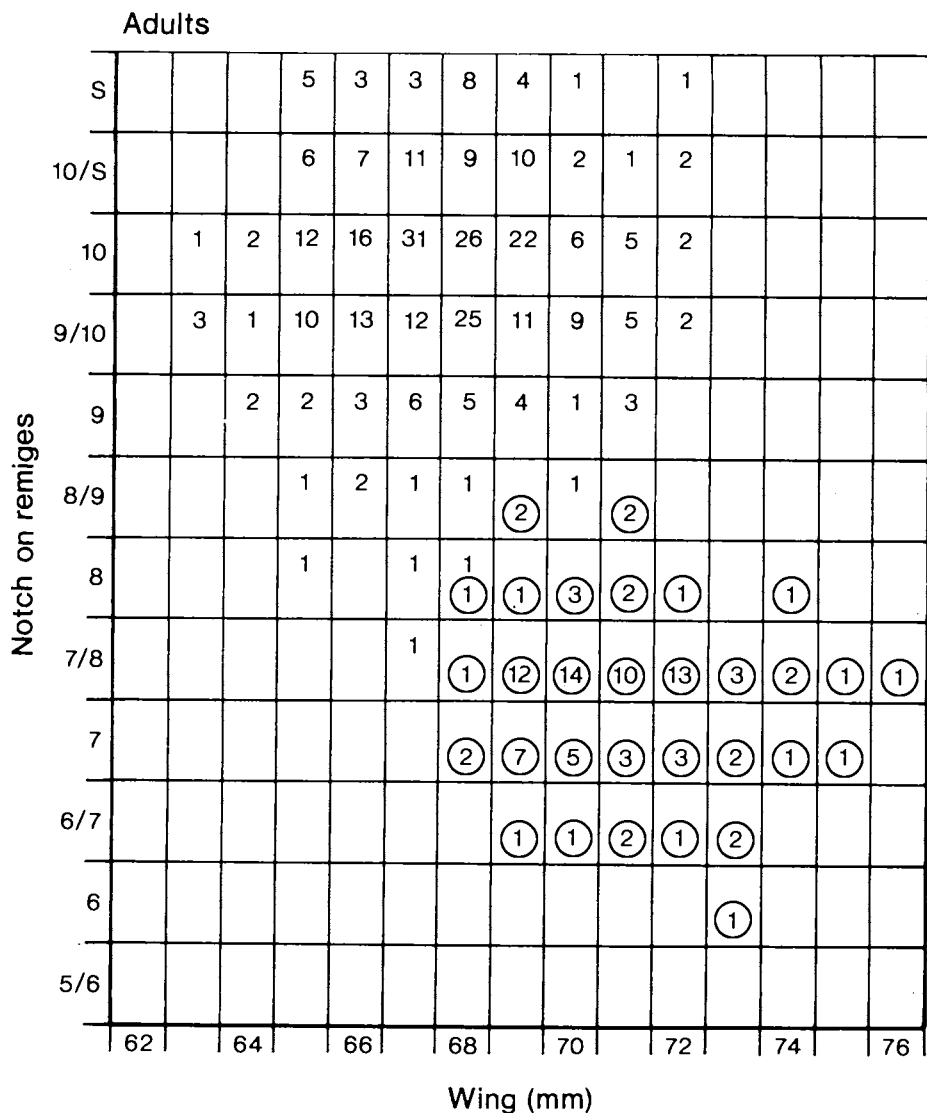 Adults
S 5 3 3 8 4 1 1
10/S 6 7 11 9 10 2 1 2
10 1 2 12 16 31 26 22 6 5 2
9/10 3 1 10 13 12 25 11 9 5 2
9 2 2 3 6 5 4 1 3
8/9 1 2 1 1 2 1 2
8 1 1 1 1 1 3 2 1 1
7/8 1 1 12 14 10 13 3 2 1 1
7 2 7 5 3 3 2 1 1
6/7 1 1 2 1 2
6 1
5/6
62 64 66 68 70 72 74 76
Wing (mm)
Notch on remiges